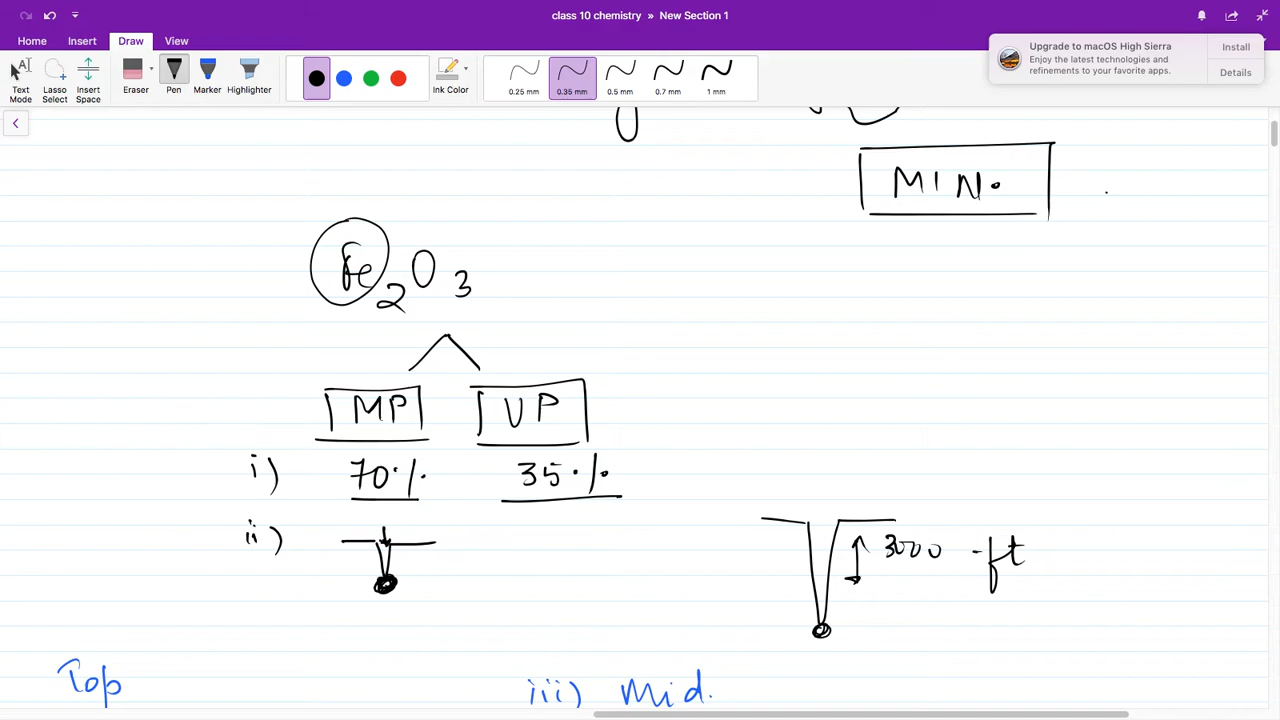 class 10 chemistry » New Section 1
Home Insert Draw View
Upgrade to macOS High Sierra
Enjoy the latest technologies and
refinements to your favorite apps.
Install
Details
Text Mode
Lasso Select
Insert Space
Eraser
Pen
Marker
Highlighter
Ink Color
0.25 mm
0.35 mm
0.5 mm
0.7 mm
1 mm
MIN.
Fe2O3
MP UP
i) 70% 35%
ii) 3000 ft
Top iii) Mid.